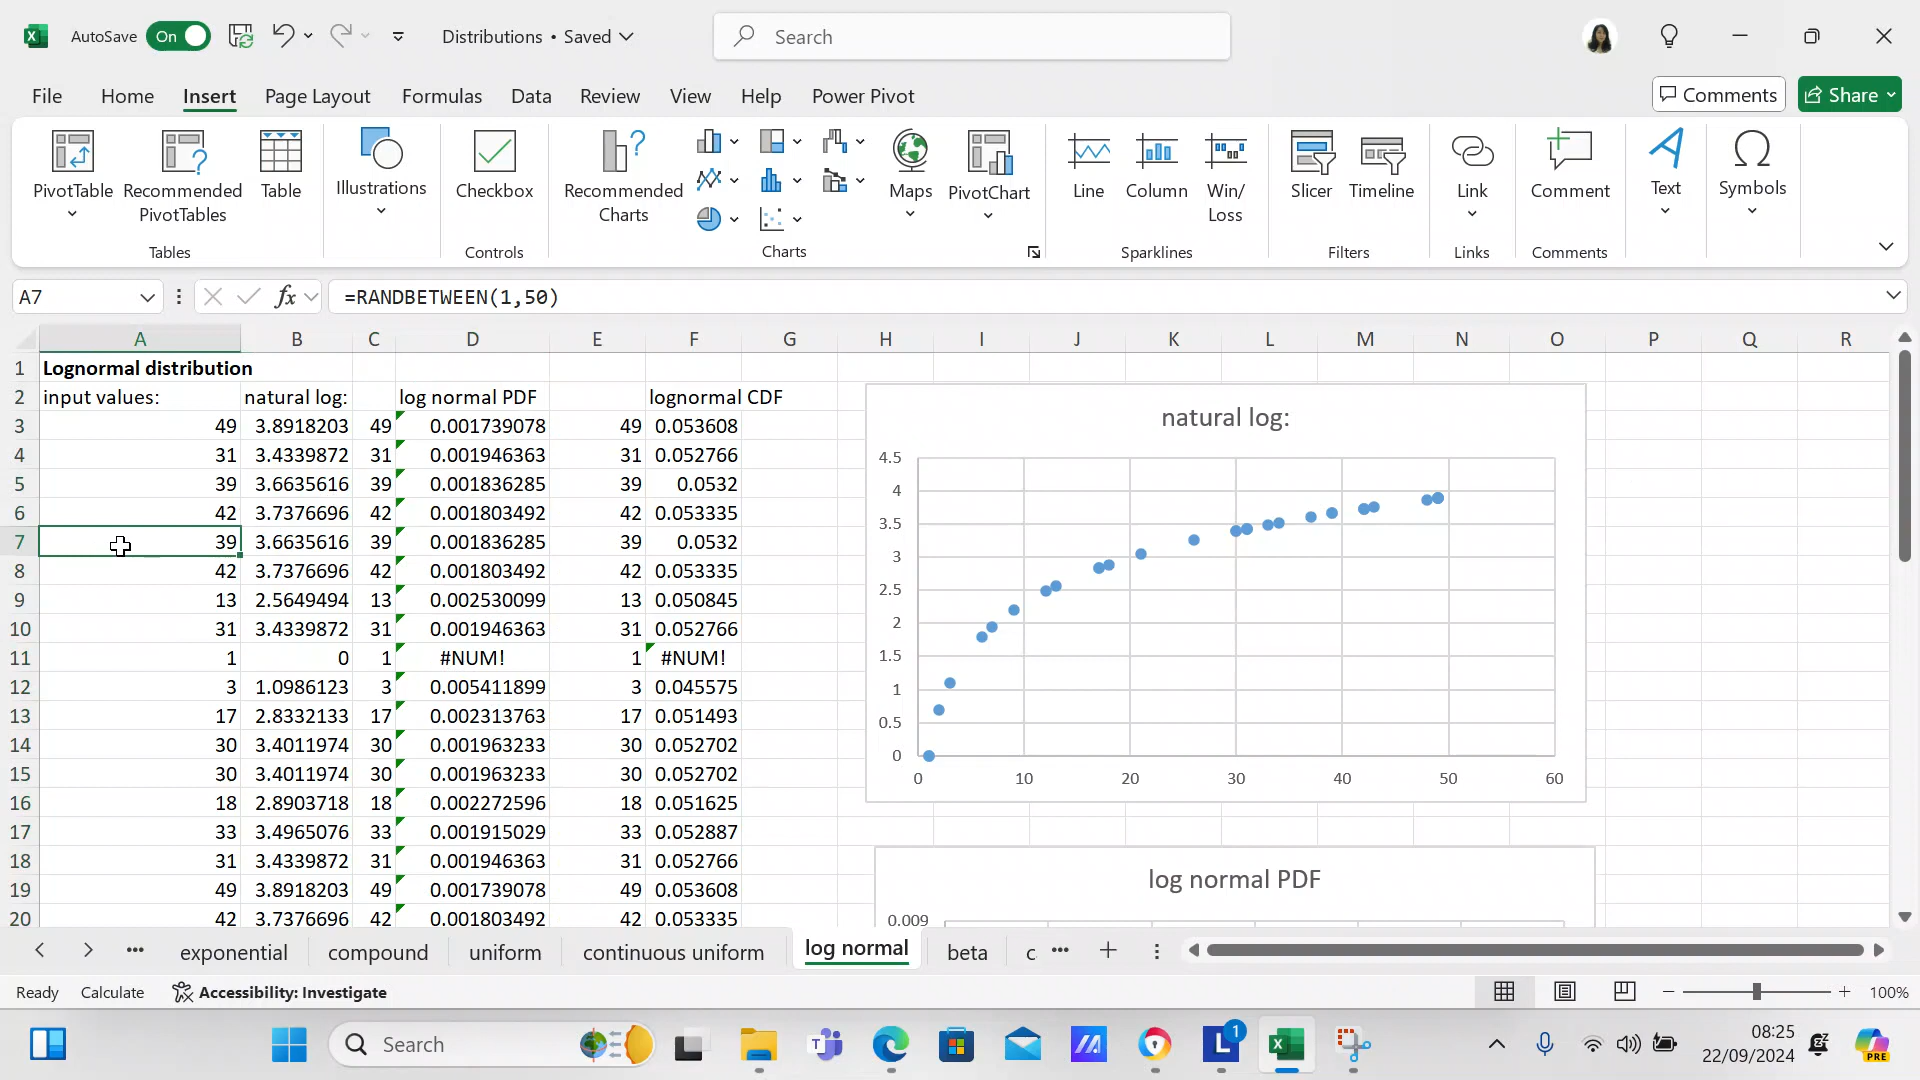 AutoSave On Distributions • Saved Search
File Home Insert Page Layout Formulas Data Review View Help Power Pivot Comments Share
PivotTable Recommended PivotTables Table Illustrations Checkbox Recommended Charts Maps PivotChart Line Column Win/ Loss Slicer Timeline Link Comment Text Symbols
Tables Controls Charts Sparklines Filters Links Comments
A7 fx =RANDBETWEEN(1,50)
A B C D E F G H I J K L M N O P Q R
1 Lognormal distribution
2 input values: natural log: log normal PDF lognormal CDF
3 49 3.8918203 49 0.001739078 49 0.053608
4 31 3.4339872 31 0.001946363 31 0.052766
5 39 3.6635616 39 0.001836285 39 0.0532
6 42 3.7376696 42 0.001803492 42 0.053335
7 39 3.6635616 39 0.001836285 39 0.0532
8 42 3.7376696 42 0.001803492 42 0.053335
9 13 2.5649494 13 0.002530099 13 0.050845
10 31 3.4339872 31 0.001946363 31 0.052766
11 1 0 1 #NUM! 1 #NUM!
12 3 1.0986123 3 0.005411899 3 0.045575
13 17 2.8332133 17 0.002313763 17 0.051493
14 30 3.4011974 30 0.001963233 30 0.052702
15 30 3.4011974 30 0.001963233 30 0.052702
16 18 2.8903718 18 0.002272596 18 0.051625
17 33 3.4965076 33 0.001915029 33 0.052887
18 31 3.4339872 31 0.001946363 31 0.052766
19 49 3.8918203 49 0.001739078 49 0.053608
20 42 3.7376696 42 0.001803492 42 0.053335
natural log:
4.5
4
3.5
3
2.5
2
1.5
1
0.5
0
0 10 20 30 40 50 60
log normal PDF
0.009
exponential compound uniform continuous uniform log normal beta c
Ready Calculate Accessibility: Investigate 100%
Search L 1 08:25
22/09/2024 PRE